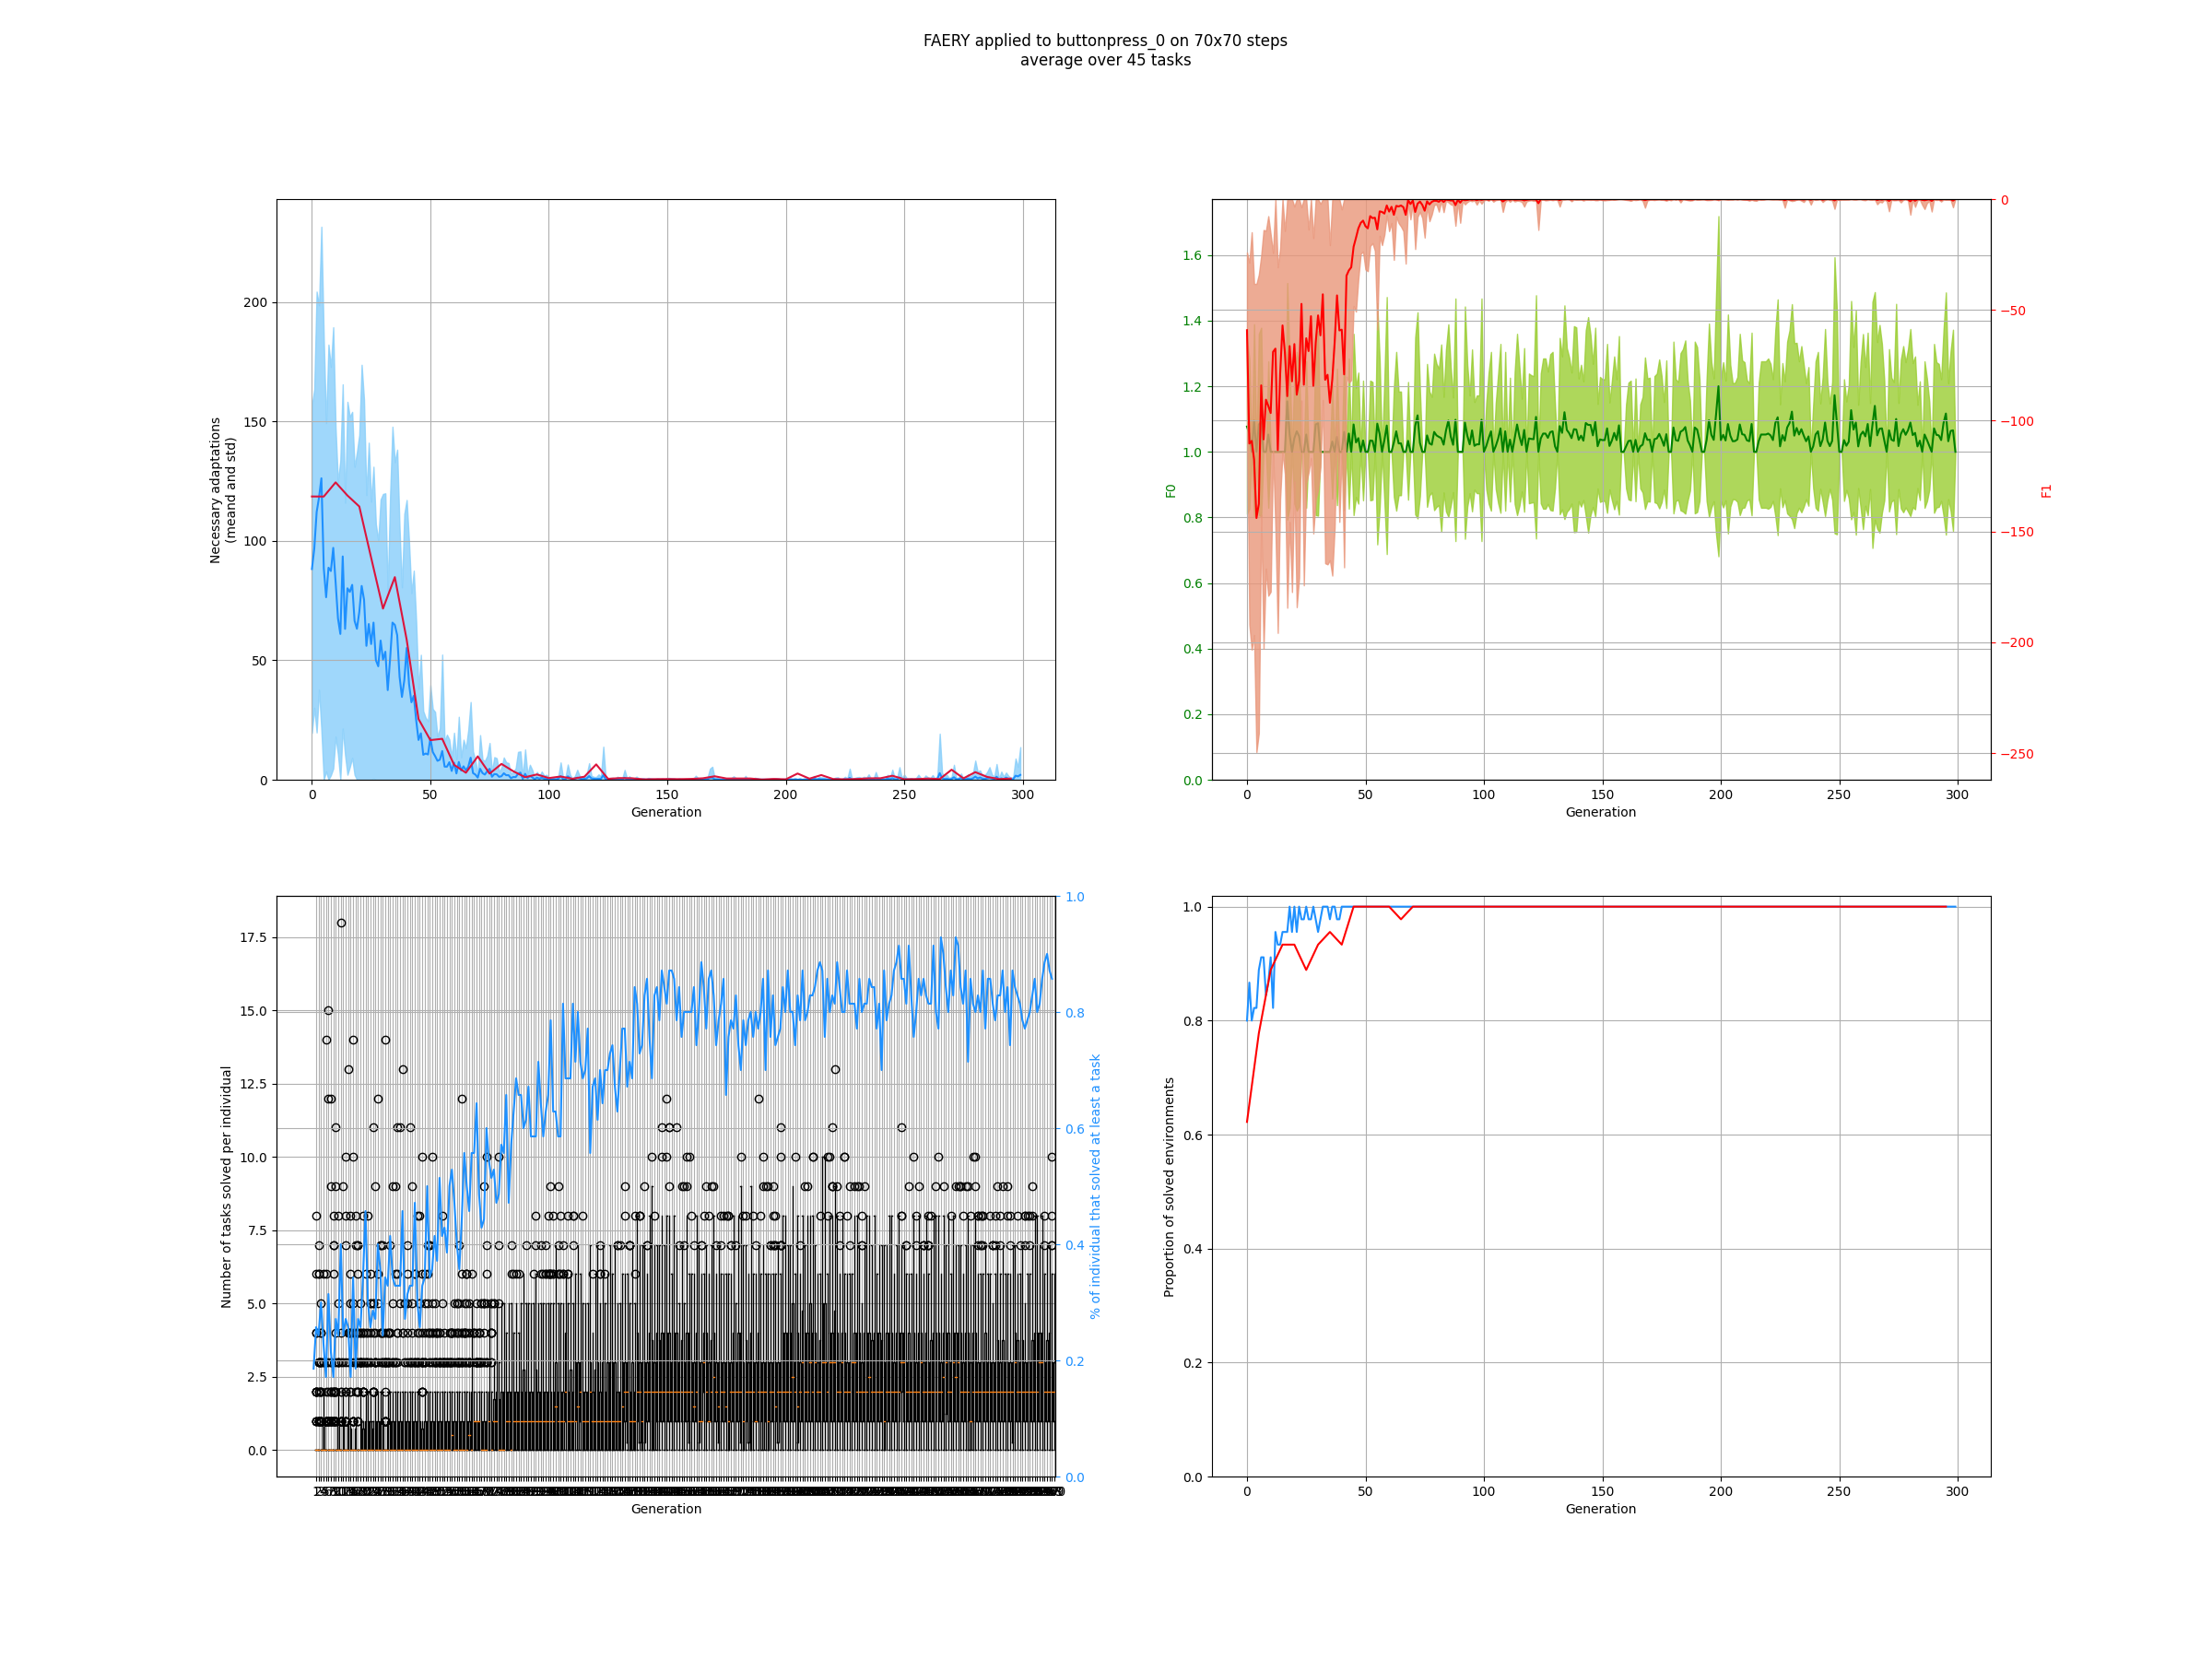 FAERY applied to buttonpress_0 on 70x70 steps
average over 45 tasks
Necessary adaptations
(meand and std)
200
150
100
50
0
0 50 100 150 200 250 300
Generation
F0
1.6
1.4
1.2
1.0
0.8
0.6
0.4
0.2
0.0
0
−50
−100
−150
−200
−250
F1
0 50 100 150 200 250 300
Generation
Number of tasks solved per individual
17.5
15.0
12.5
10.0
7.5
5.0
2.5
0.0
1.0
0.8
0.6
0.4
0.2
0.0
% of individual that solved at least a task
Generation
Proportion of solved environments
1.0
0.8
0.6
0.4
0.2
0.0
0 50 100 150 200 250 300
Generation